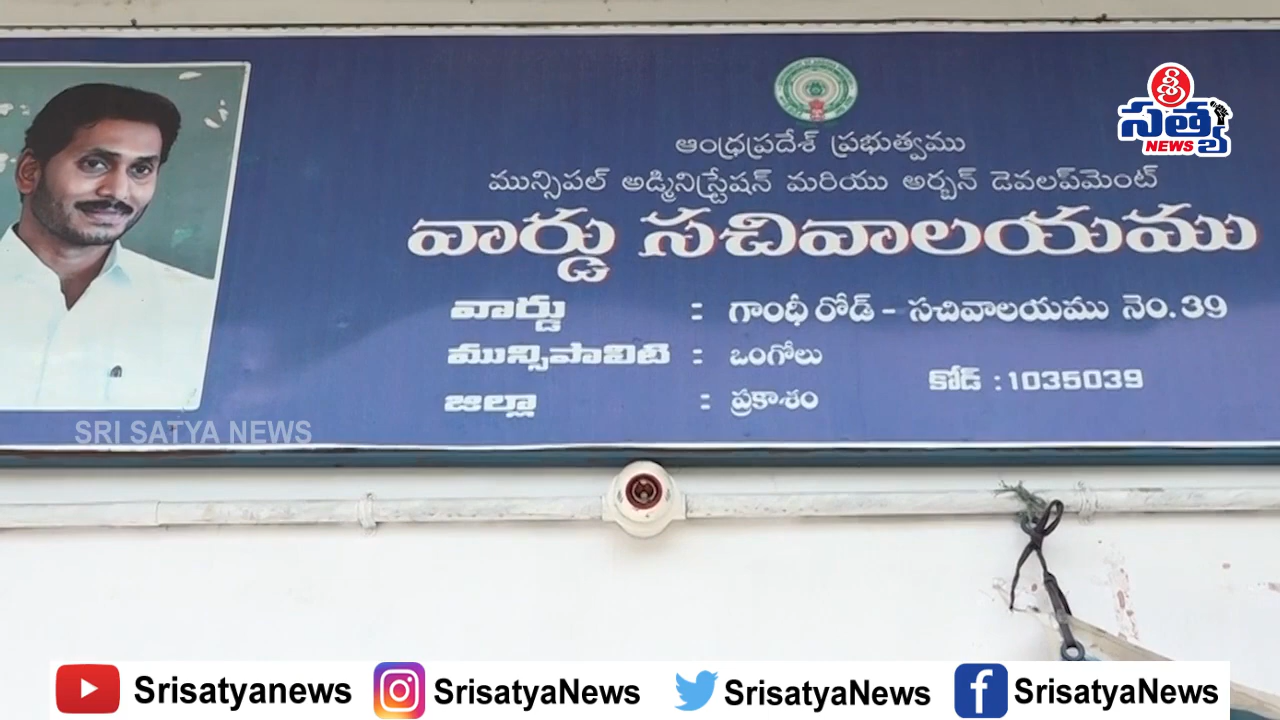 శ్రీ
సత్య
NEWS
ఆంధ్రప్రదేశ్ ప్రభుత్వము
మున్సిపల్ అడ్మినిస్ట్రేషన్ మరియు అర్బన్ డెవలప్‌మెంట్
వార్డు సచివాలయము
వార్డు : గాంధీ రోడ్ - సచివాలయము నెం. 39
మున్సిపాలిటి : ఒంగోలు
కోడ్ : 1035039
జిల్లా : ప్రకాశం
SRI SATYA NEWS
Srisatyanews SrisatyaNews SrisatyaNews SrisatyaNews